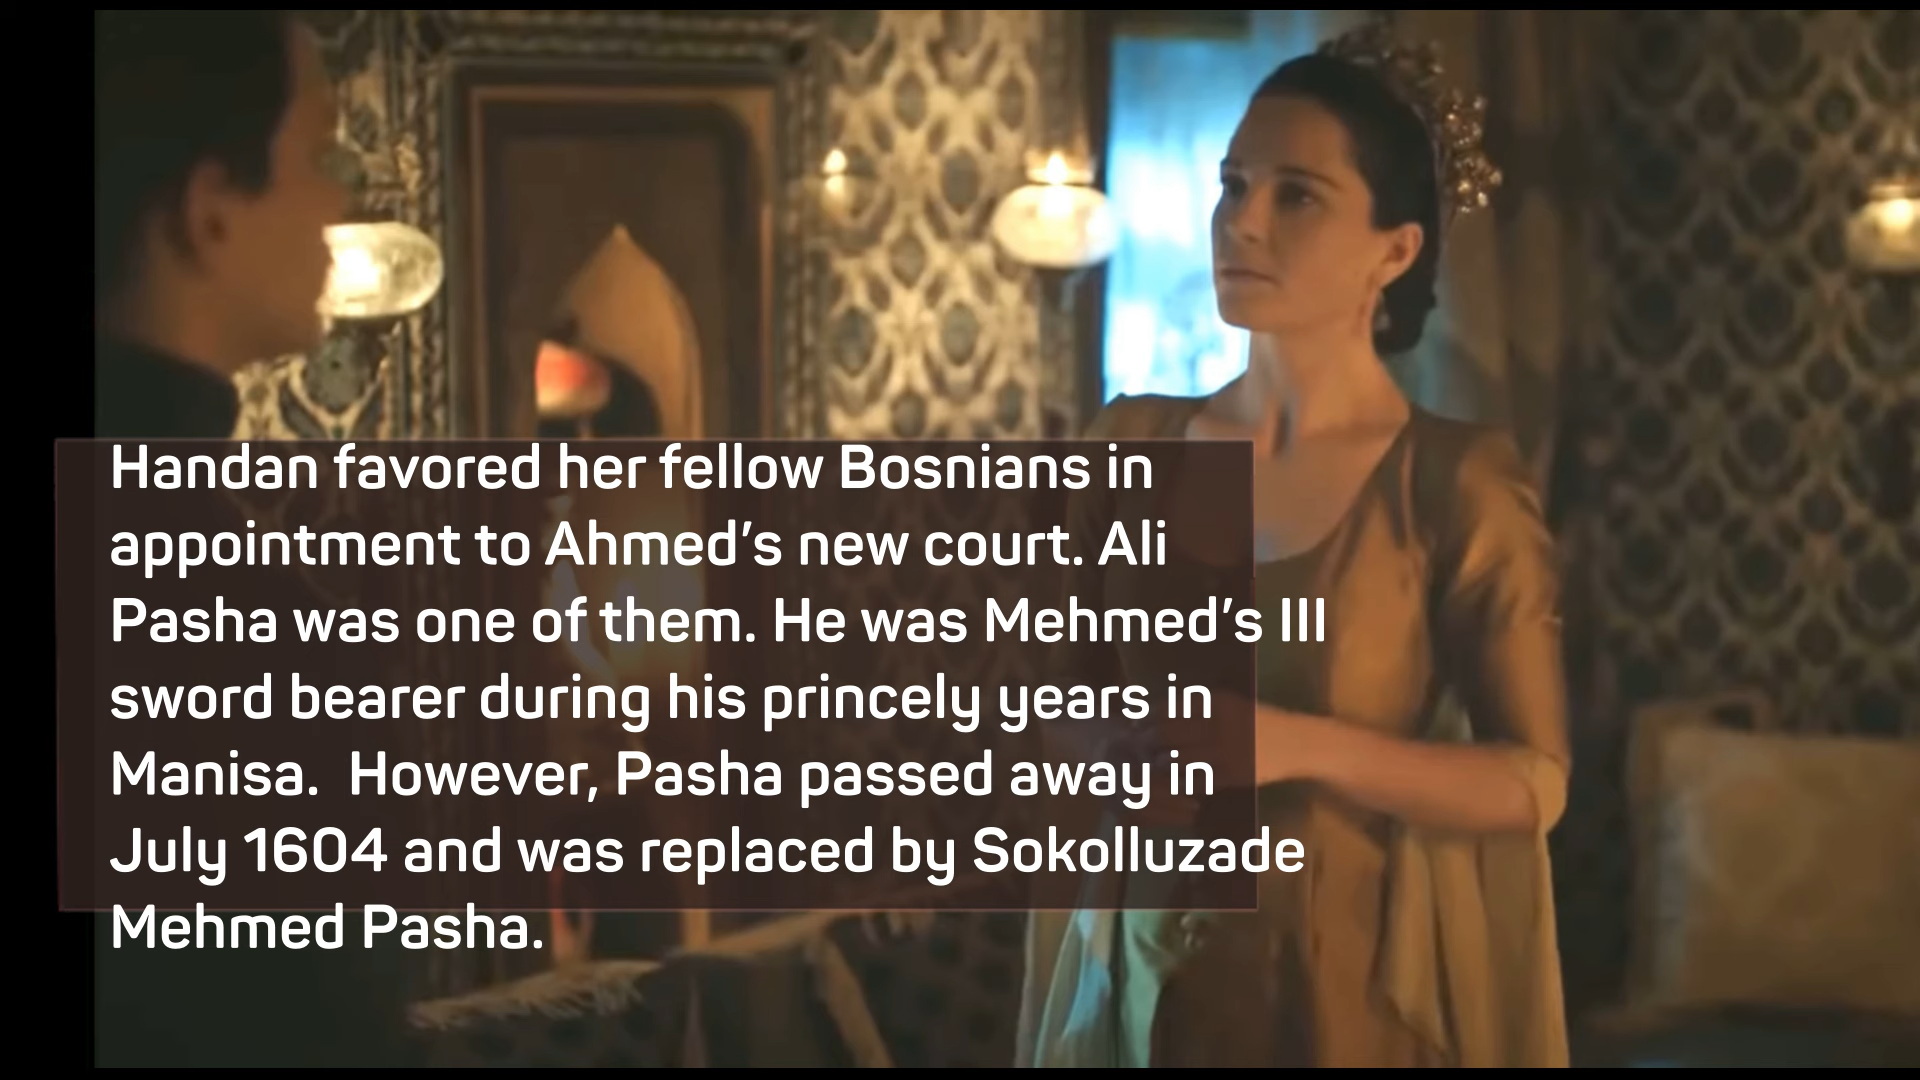 Handan favored her fellow Bosnians in
appointment to Ahmed’s new court. Ali
Pasha was one of them. He was Mehmed’s III
sword bearer during his princely years in
Manisa.  However, Pasha passed away in
July 1604 and was replaced by Sokolluzade
Mehmed Pasha.